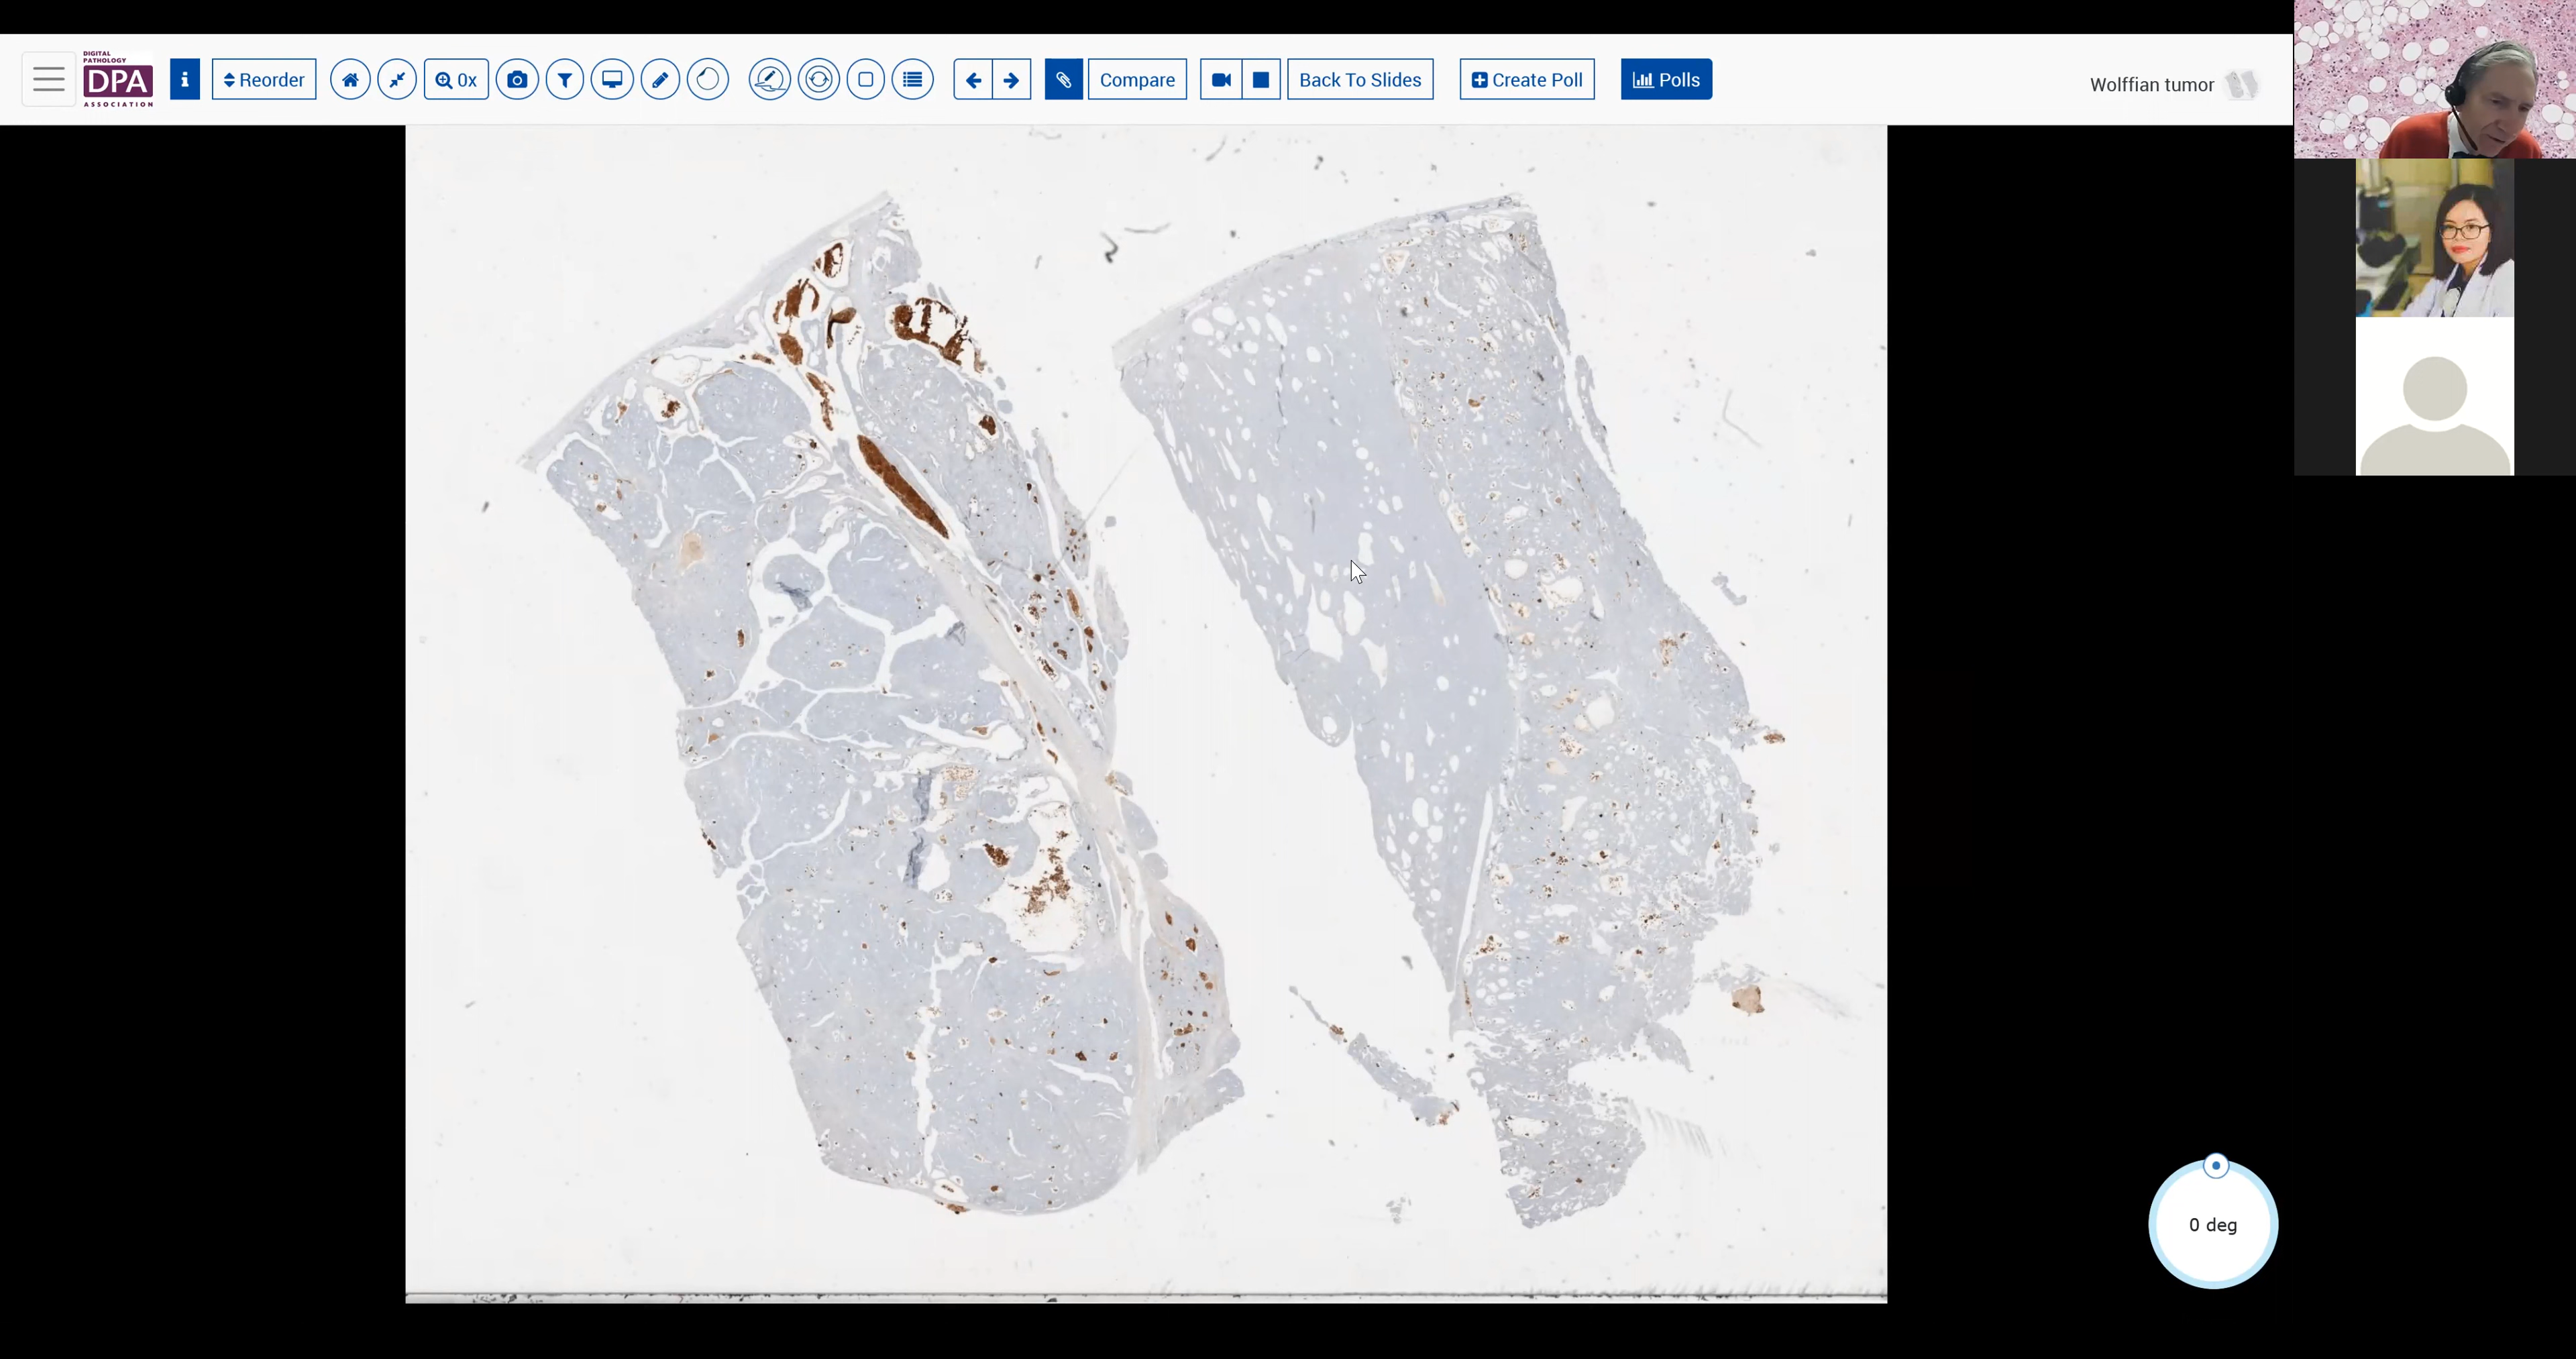 DIGITAL
PATHOLOGY
DPA
ASSOCIATION
i
Reorder
0x
Compare
Back To Slides
Create Poll
Polls
Wolffian tumor
0 deg